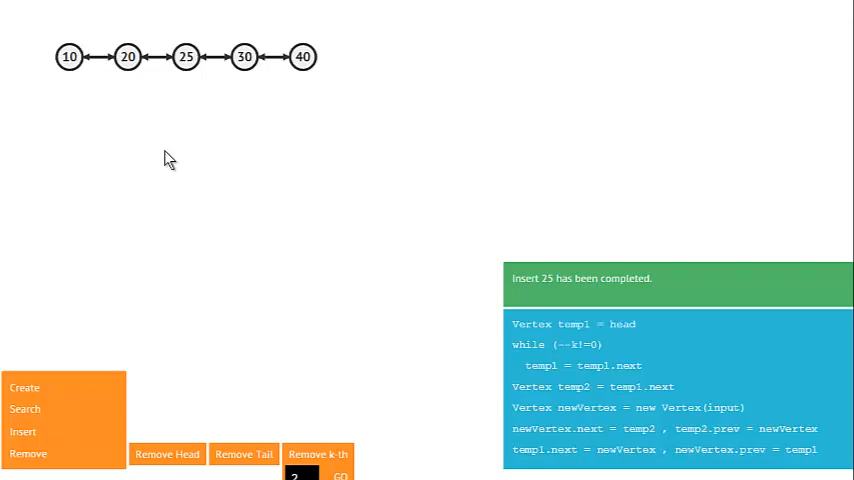 10 20 25 30 40
Insert 25 has been completed.
Vertex temp1 = head
while (--k!=0)
temp1 = temp1.next
Vertex temp2 = temp1.next
Vertex newVertex = new Vertex(input)
newVertex.next = temp2 , temp2.prev = newVertex
temp1.next = newVertex , newVertex.prev = temp1
Create
Search
Insert
Remove
Remove Head
Remove Tail
Remove k-th
2
GO